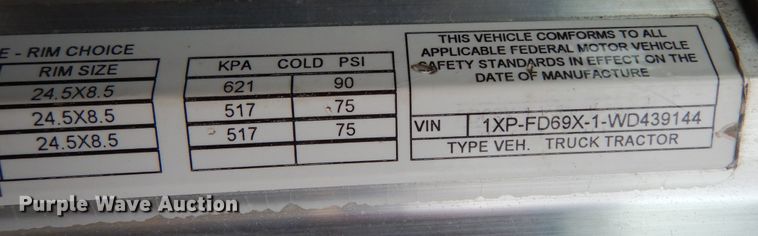 E - RIM CHOICE
RIM SIZE
24.5X8.5
24.5X8.5
24.5X8.5
KPA COLD PSI
621 90
517 75
517 75
THIS VEHICLE COMFORMS TO ALL
APPLICABLE FEDERAL MOTOR VEHICLE
SAFETY STANDARDS IN EFFECT ON THE
DATE OF MANUFACTURE
VIN 1XP-FD69X-1-WD439144
TYPE VEH. TRUCK TRACTOR
Purple Wave Auction